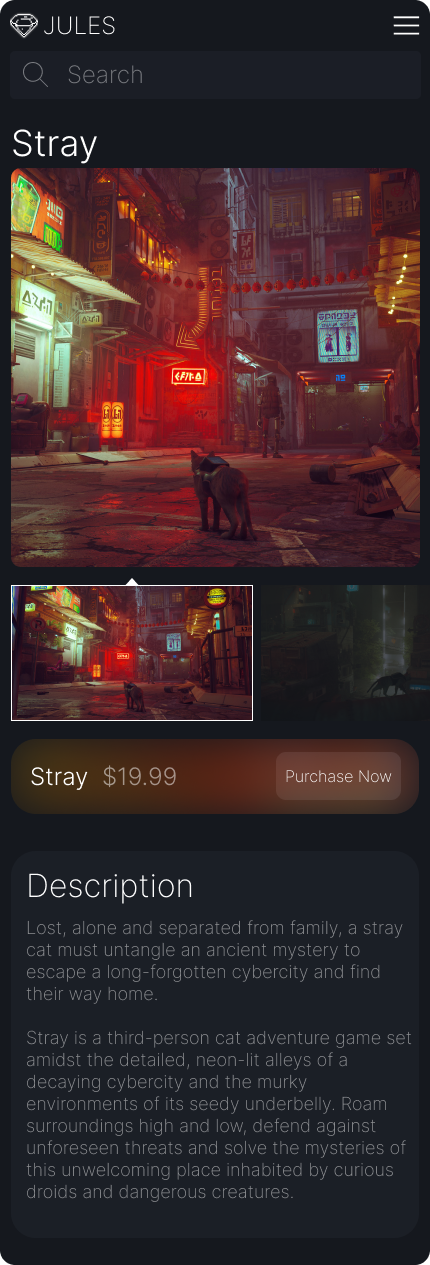 JULES
Search
Stray
Stray $19.99 Purchase Now
Description
Lost, alone and separated from family, a stray
cat must untangle an ancient mystery to
escape a long-forgotten cybercity and find
their way home.
Stray is a third-person cat adventure game set
amidst the detailed, neon-lit alleys of a
decaying cybercity and the murky
environments of its seedy underbelly. Roam
surroundings high and low, defend against
unforeseen threats and solve the mysteries of
this unwelcoming place inhabited by curious
droids and dangerous creatures.